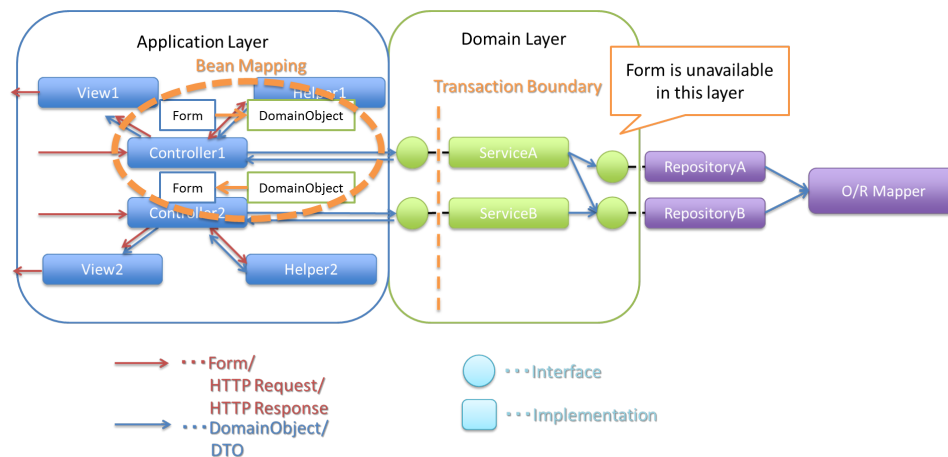 Application Layer
Domain Layer
Bean Mapping
Form is unavailable
in this layer
Transaction Boundary
View1
Helper1
Form
DomainObject
Controller1
ServiceA
RepositoryA
Form
DomainObject
O/R Mapper
Controller2
ServiceB
RepositoryB
View2
Helper2
・・・Form/
HTTP Request/
HTTP Response
・・・DomainObject/
DTO
・・・Interface
・・・Implementation